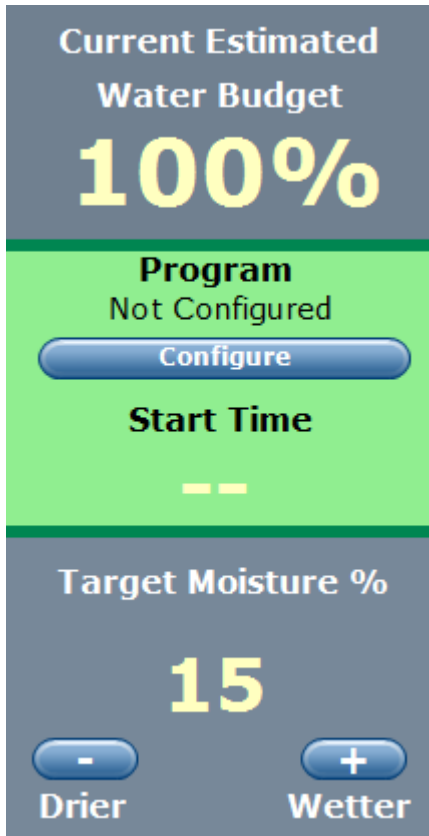 Current Estimated
Water Budget
100%
Program
Not Configured
Configure
Start Time
--
Target Moisture %
15
- +
Drier Wetter